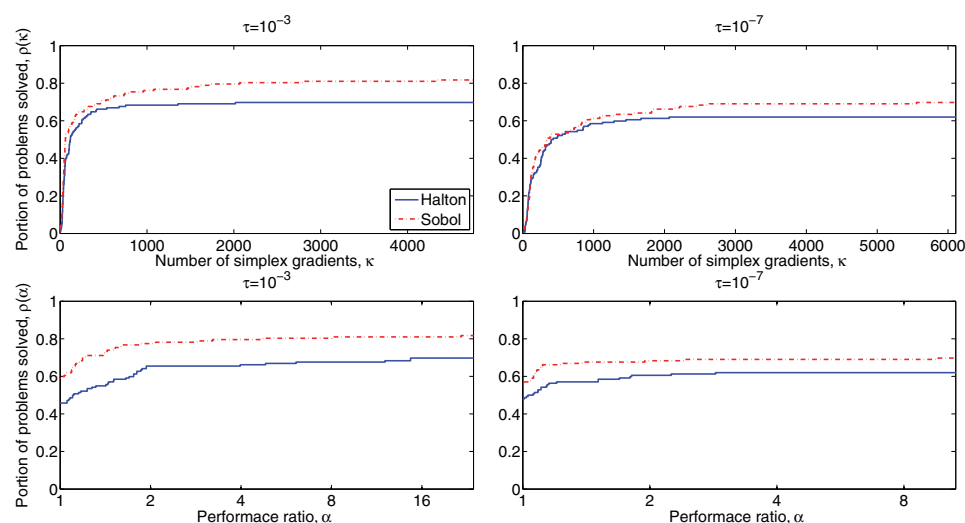 τ=10⁻³
Portion of problems solved, ρ(κ)
1
0.8
0.6
0.4
0.2
0
0 1000 2000 3000 4000
Number of simplex gradients, κ
Halton
Sobol
τ=10⁻⁷
1
0.8
0.6
0.4
0.2
0
0 1000 2000 3000 4000 5000 6000
Number of simplex gradients, κ
τ=10⁻³
Portion of problems solved, ρ(α)
1
0.8
0.6
0.4
0.2
0
1 2 4 8 16
Performace ratio, α
τ=10⁻⁷
1
0.8
0.6
0.4
0.2
0
1 2 4 8
Performace ratio, α